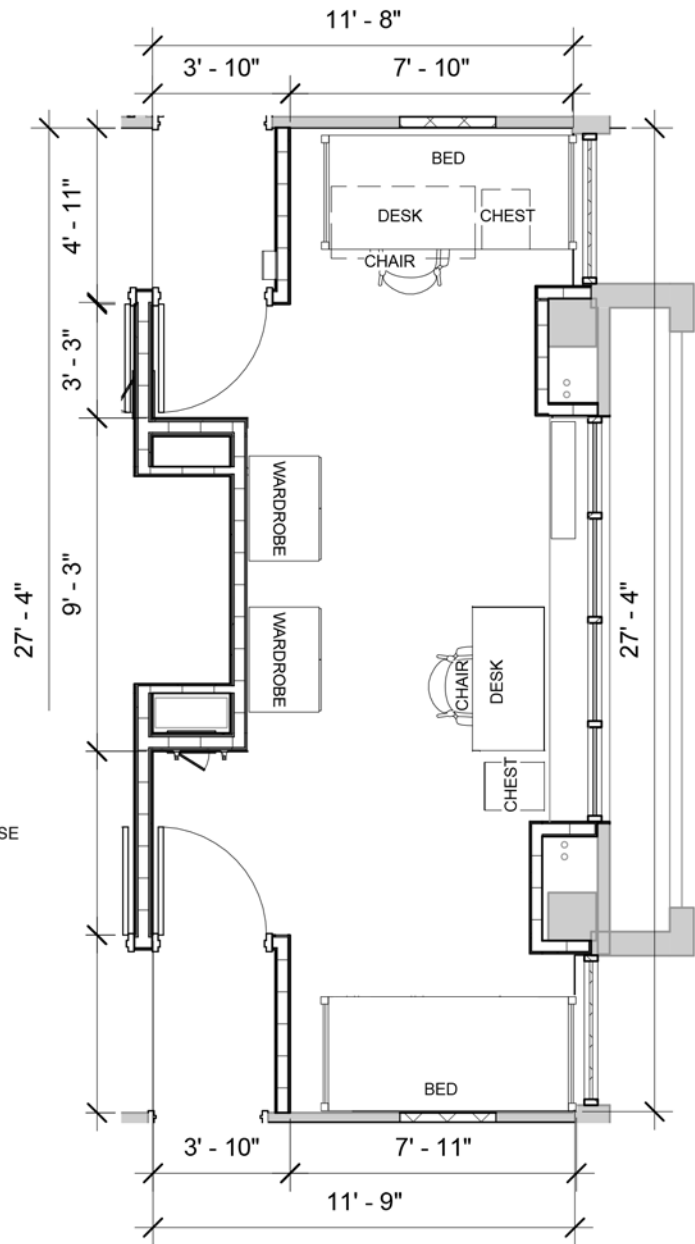 11' - 8"
3' - 10"
7' - 10"
4' - 11"
BED
DESK
CHEST
CHAIR
3' - 3"
WARDROBE
9' - 3"
27' - 4"
27' - 4"
WARDROBE
CHAIR
DESK
CHEST
SE
BED
3' - 10"
7' - 11"
11' - 9"